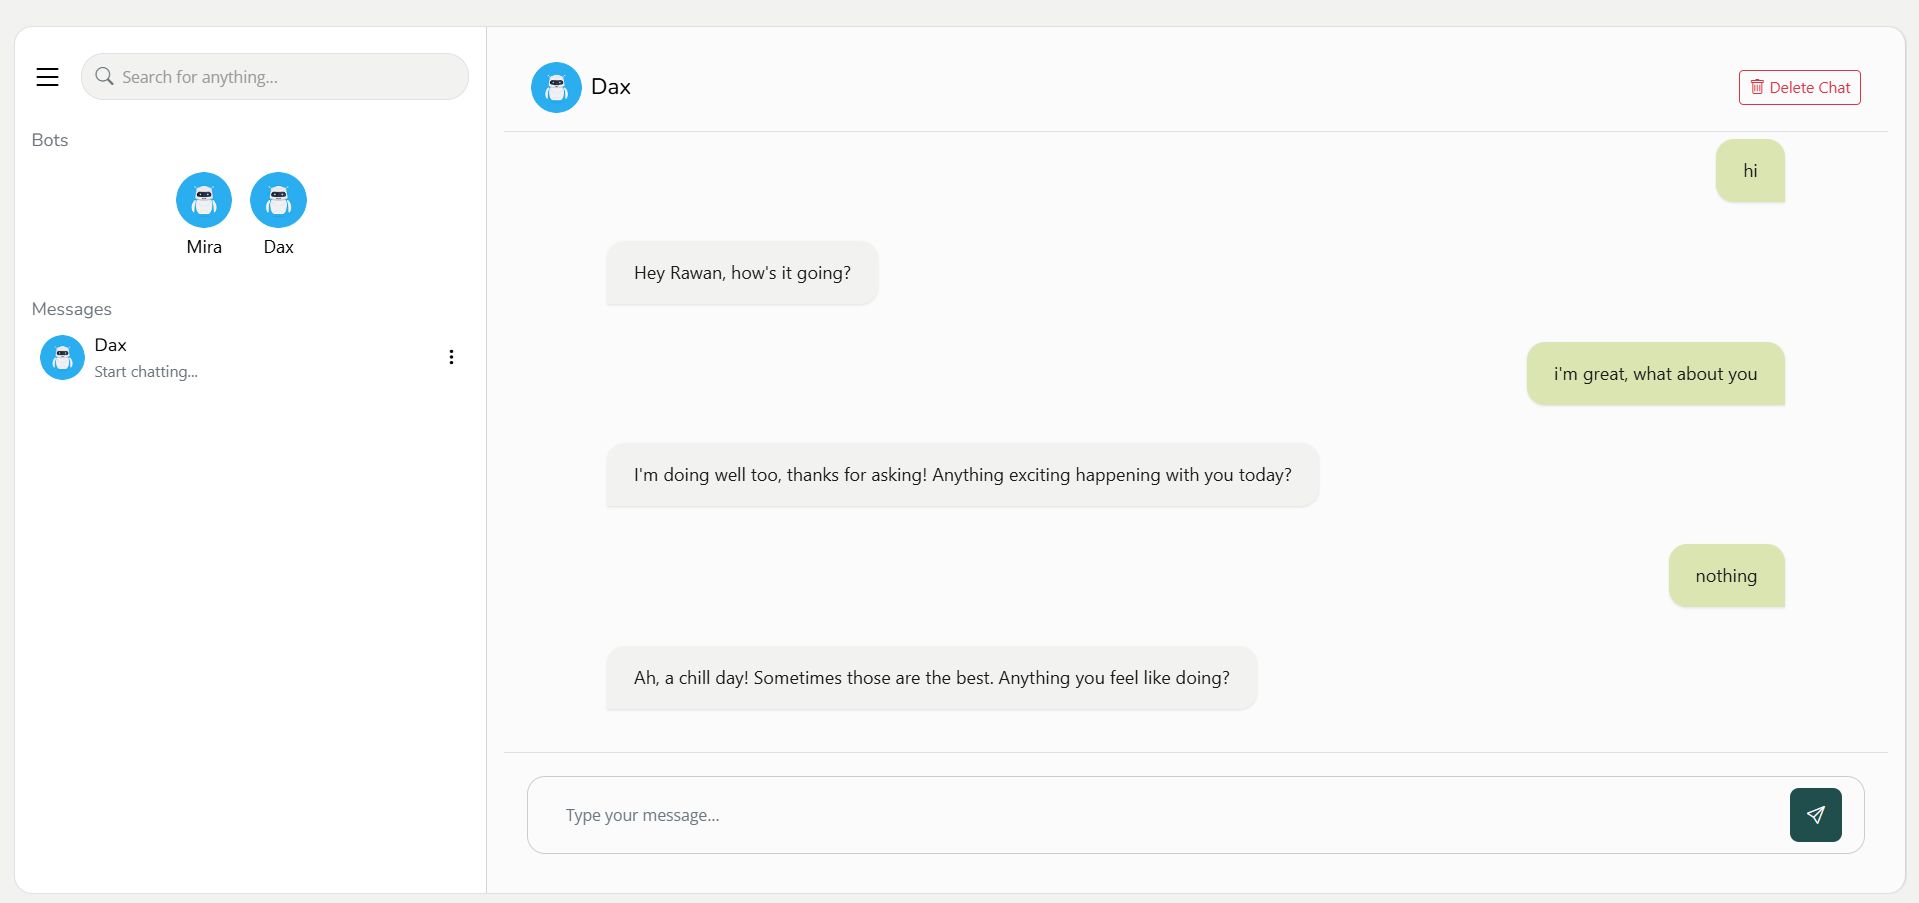 Search for anything...
Bots
Mira
Dax
Messages
Dax
Start chatting...
Dax
Delete Chat
hi
Hey Rawan, how's it going?
i'm great, what about you
I'm doing well too, thanks for asking! Anything exciting happening with you today?
nothing
Ah, a chill day! Sometimes those are the best. Anything you feel like doing?
Type your message...